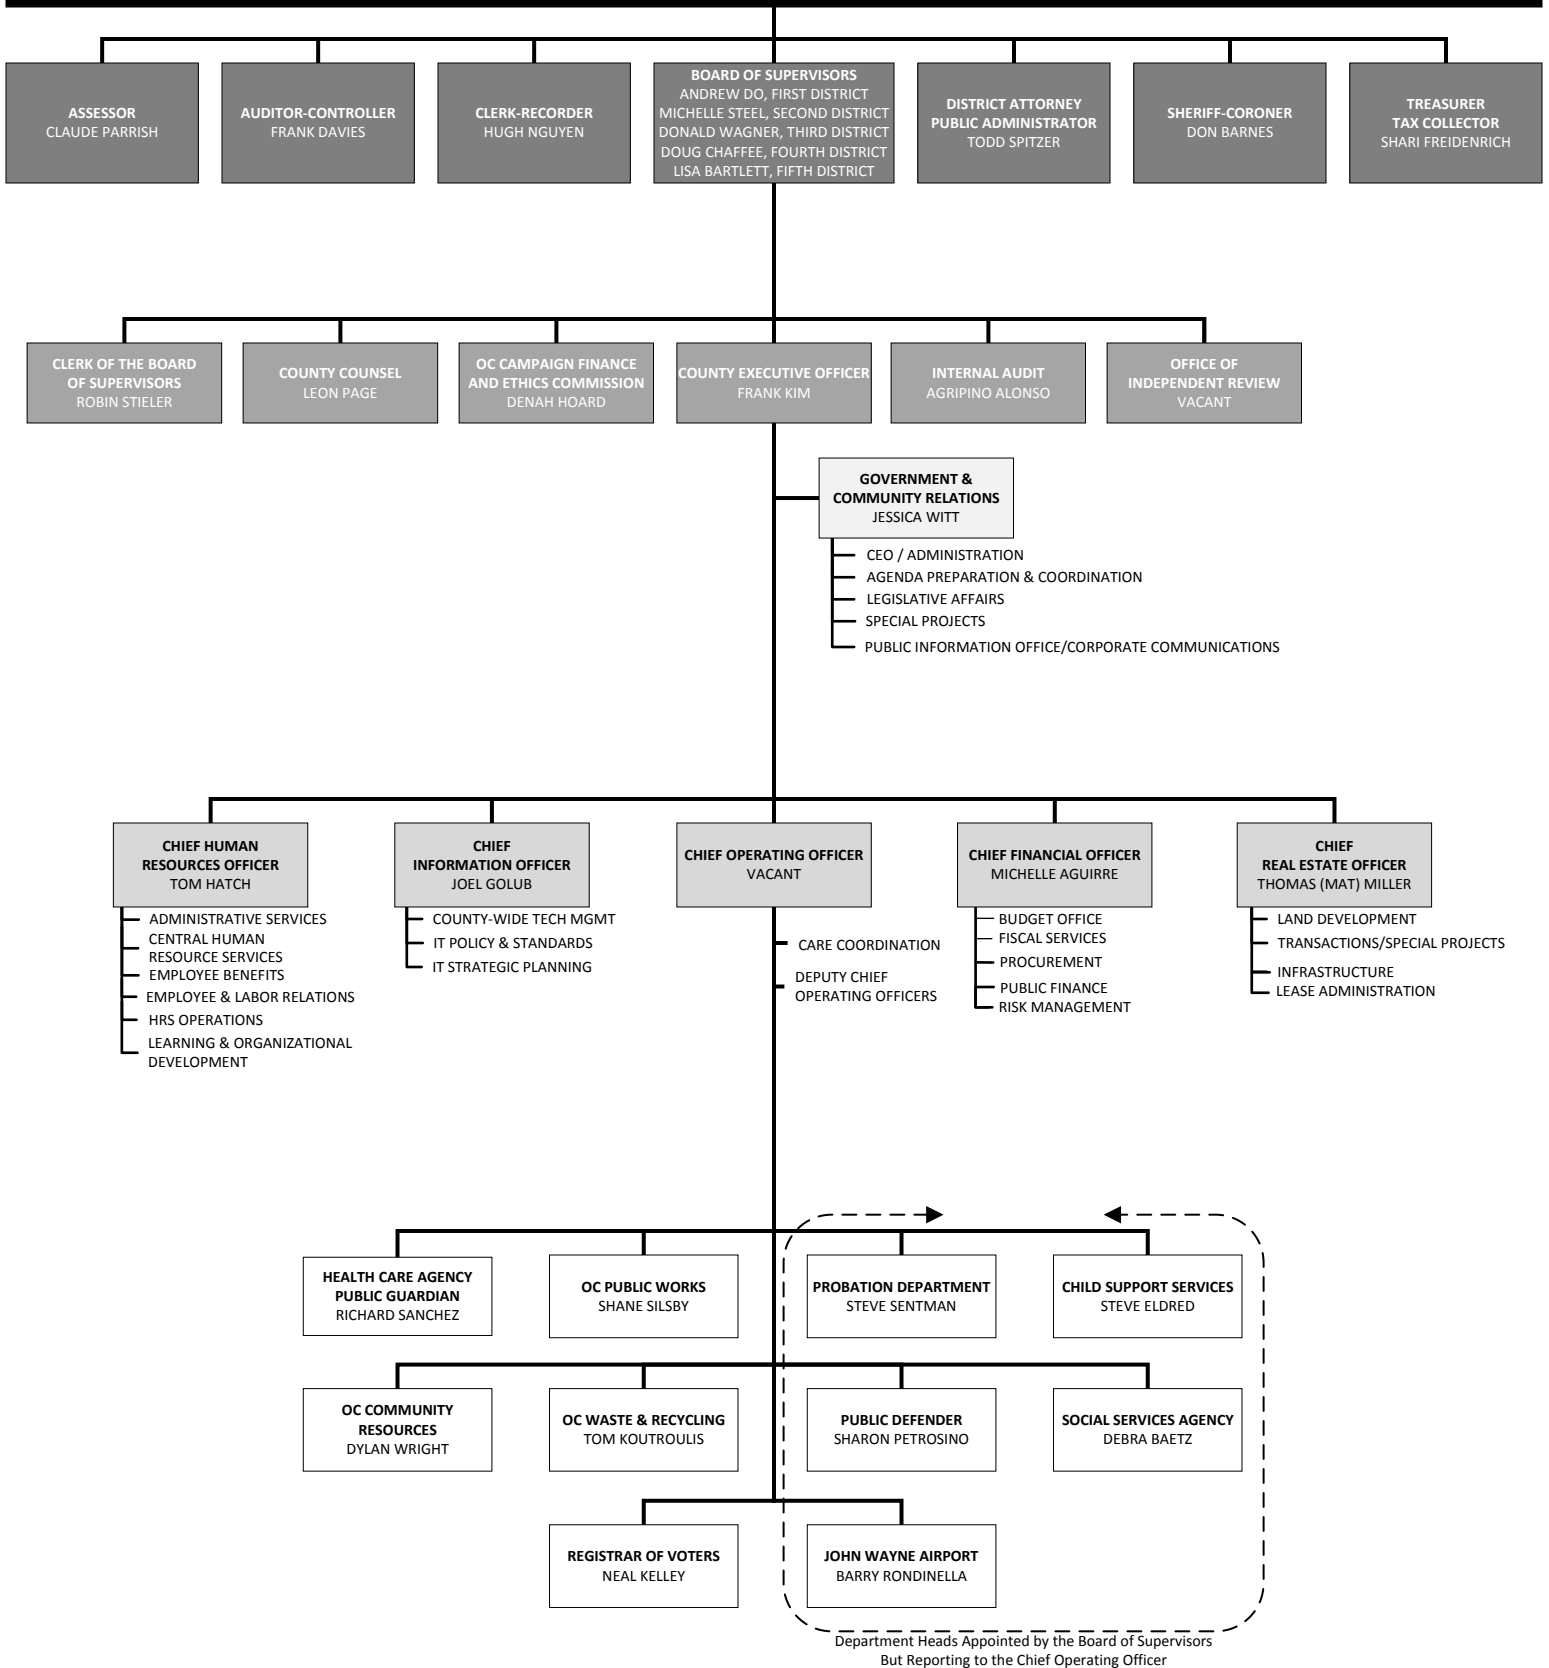 ASSESSOR
CLAUDE PARRISH
AUDITOR-CONTROLLER
FRANK DAVIES
CLERK-RECORDER
HUGH NGUYEN
BOARD OF SUPERVISORS
ANDREW DO, FIRST DISTRICT
MICHELLE STEEL, SECOND DISTRICT
DONALD WAGNER, THIRD DISTRICT
DOUG CHAFFEE, FOURTH DISTRICT
LISA BARTLETT, FIFTH DISTRICT
DISTRICT ATTORNEY
PUBLIC ADMINISTRATOR
TODD SPITZER
SHERIFF-CORONER
DON BARNES
TREASURER
TAX COLLECTOR
SHARI FREIDENRICH
CLERK OF THE BOARD
OF SUPERVISORS
ROBIN STIELER
COUNTY COUNSEL
LEON PAGE
OC CAMPAIGN FINANCE
AND ETHICS COMMISSION
DENAH HOARD
COUNTY EXECUTIVE OFFICER
FRANK KIM
INTERNAL AUDIT
AGRIPINO ALONSO
OFFICE OF
INDEPENDENT REVIEW
VACANT
GOVERNMENT &
COMMUNITY RELATIONS
JESSICA WITT
CEO / ADMINISTRATION
AGENDA PREPARATION & COORDINATION
LEGISLATIVE AFFAIRS
SPECIAL PROJECTS
PUBLIC INFORMATION OFFICE/CORPORATE COMMUNICATIONS
CHIEF HUMAN
RESOURCES OFFICER
TOM HATCH
ADMINISTRATIVE SERVICES
CENTRAL HUMAN
RESOURCE SERVICES
EMPLOYEE BENEFITS
EMPLOYEE & LABOR RELATIONS
HRS OPERATIONS
LEARNING & ORGANIZATIONAL
DEVELOPMENT
CHIEF
INFORMATION OFFICER
JOEL GOLUB
COUNTY-WIDE TECH MGMT
IT POLICY & STANDARDS
IT STRATEGIC PLANNING
CHIEF OPERATING OFFICER
VACANT
CARE COORDINATION
DEPUTY CHIEF
OPERATING OFFICERS
CHIEF FINANCIAL OFFICER
MICHELLE AGUIRRE
BUDGET OFFICE
FISCAL SERVICES
PROCUREMENT
PUBLIC FINANCE
RISK MANAGEMENT
CHIEF
REAL ESTATE OFFICER
THOMAS (MAT) MILLER
LAND DEVELOPMENT
TRANSACTIONS/SPECIAL PROJECTS
INFRASTRUCTURE
LEASE ADMINISTRATION
HEALTH CARE AGENCY
PUBLIC GUARDIAN
RICHARD SANCHEZ
OC PUBLIC WORKS
SHANE SILSBY
PROBATION DEPARTMENT
STEVE SENTMAN
CHILD SUPPORT SERVICES
STEVE ELDRED
OC COMMUNITY
RESOURCES
DYLAN WRIGHT
OC WASTE & RECYCLING
TOM KOUTROULIS
PUBLIC DEFENDER
SHARON PETROSINO
SOCIAL SERVICES AGENCY
DEBRA BAETZ
REGISTRAR OF VOTERS
NEAL KELLEY
JOHN WAYNE AIRPORT
BARRY RONDINELLA
Department Heads Appointed by the Board of Supervisors
But Reporting to the Chief Operating Officer